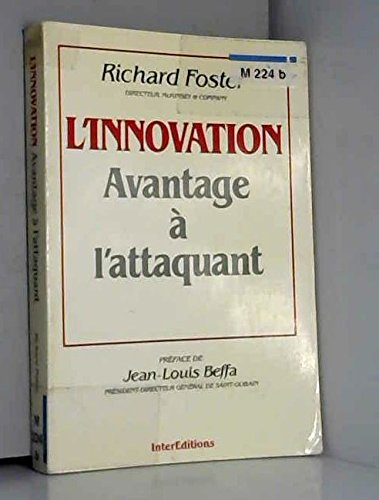 Richard Foste
M 224 b
DIRECTEUR, McKINSEY & COMPANY
L'INNOVATION
Avantage
à
l'attaquant
PRÉFACE DE
Jean-Louis Beffa
PRÉSIDENT-DIRECTEUR GÉNÉRAL DE SAINT-GOBAIN
InterEditions
L'INNOVATION Avantage à l'attaquant